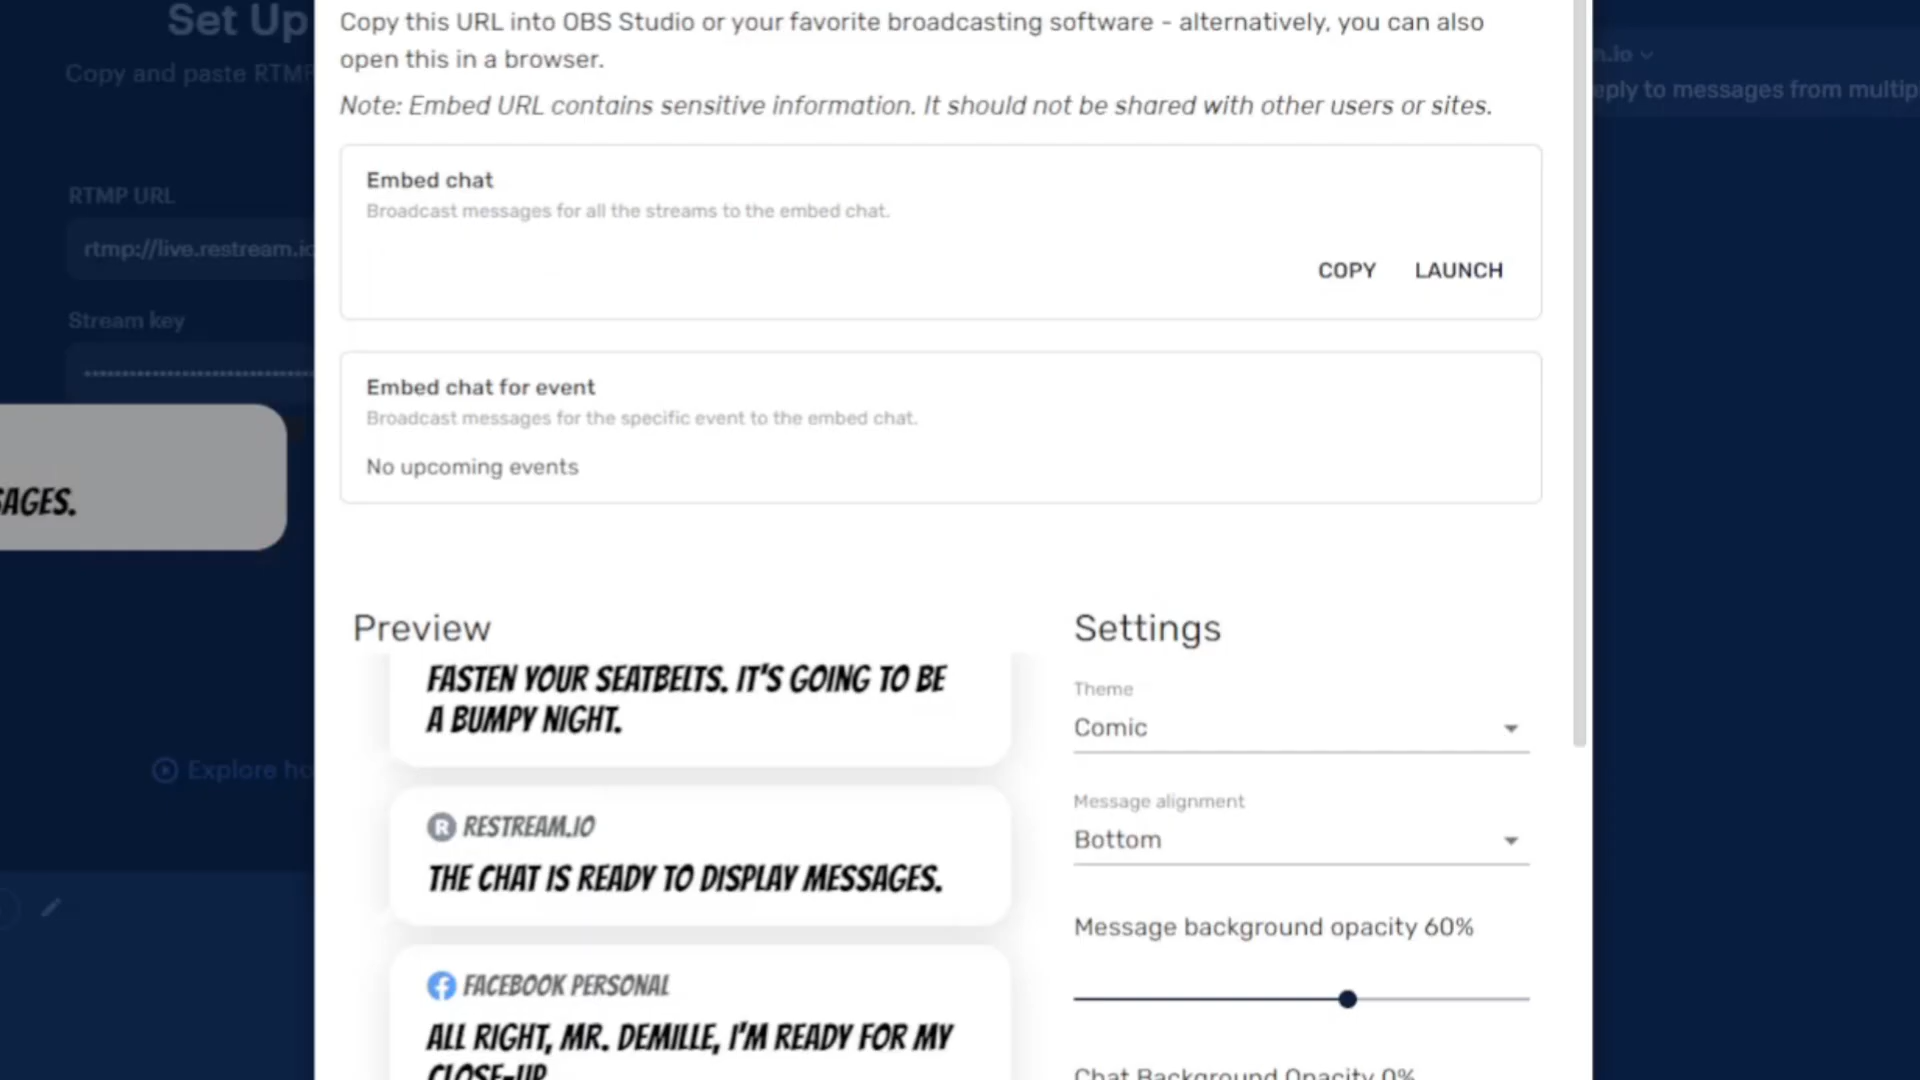 Set Up
Copy and paste RTMP
RTMP URL
rtmp://live.restream.io
Stream key
SAGES.
Explore
Copy this URL into OBS Studio or your favorite broadcasting software - alternatively, you can also
open this in a browser.
Note: Embed URL contains sensitive information. It should not be shared with other users or sites.
Embed chat
Broadcast messages for all the streams to the embed chat.
COPY LAUNCH
Embed chat for event
Broadcast messages for the specific event to the embed chat.
No upcoming events
Preview
FASTEN YOUR SEATBELTS. IT'S GOING TO BE
A BUMPY NIGHT.
RESTREAM.IO
THE CHAT IS READY TO DISPLAY MESSAGES.
FACEBOOK PERSONAL
ALL RIGHT, MR. DEMILLE, I'M READY FOR MY
CLOSE-UP
Settings
Theme
Comic
Message alignment
Bottom
Message background opacity 60%
Chat Background Opacity 0%
m.io
eply to messages from multip